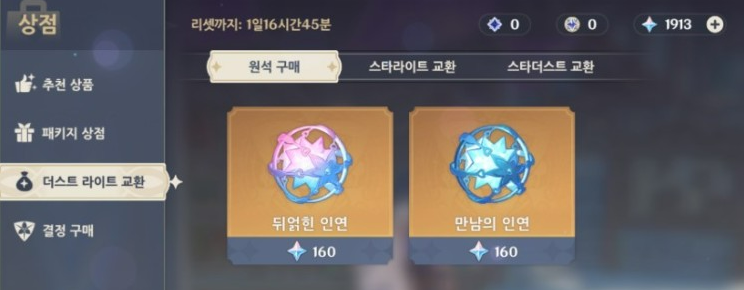 상점
리셋까지: 1일16시간45분
0
0
1913
추천 상품
패키지 상점
더스트 라이트 교환
결정 구매
원석 구매
스타라이트 교환
스타더스트 교환
뒤얽힌 인연
만남의 인연
160
160